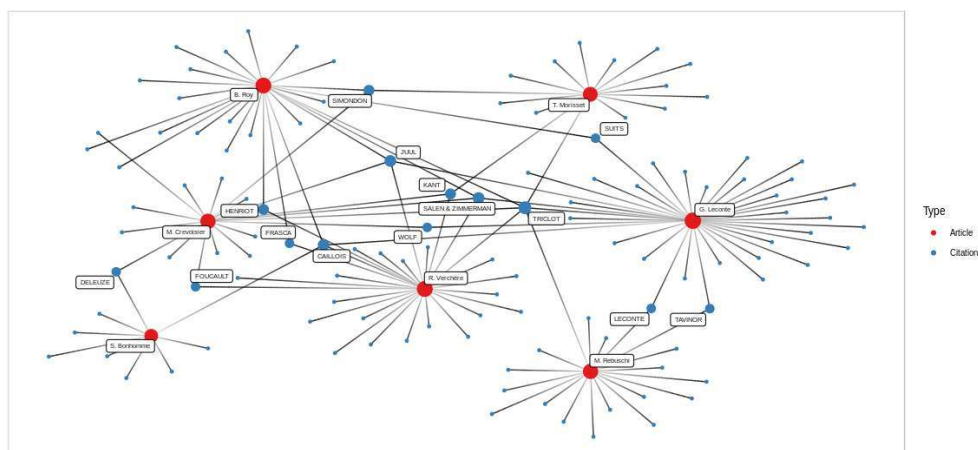 B. Roy
SIMONDON
T. Morisset
SUITS
JUUL
KANT
SALEN & ZIMMERMAN
G. Leconte
HENRIOT
TRICLOT
M. Crevoisier
FRASCA
WOLF
CAILLOIS
FOUCAULT
R. Verchère
DELEUZE
LECONTE
TAVINOR
S. Bonhomme
M. Rebuschi
Type
Article
Citation